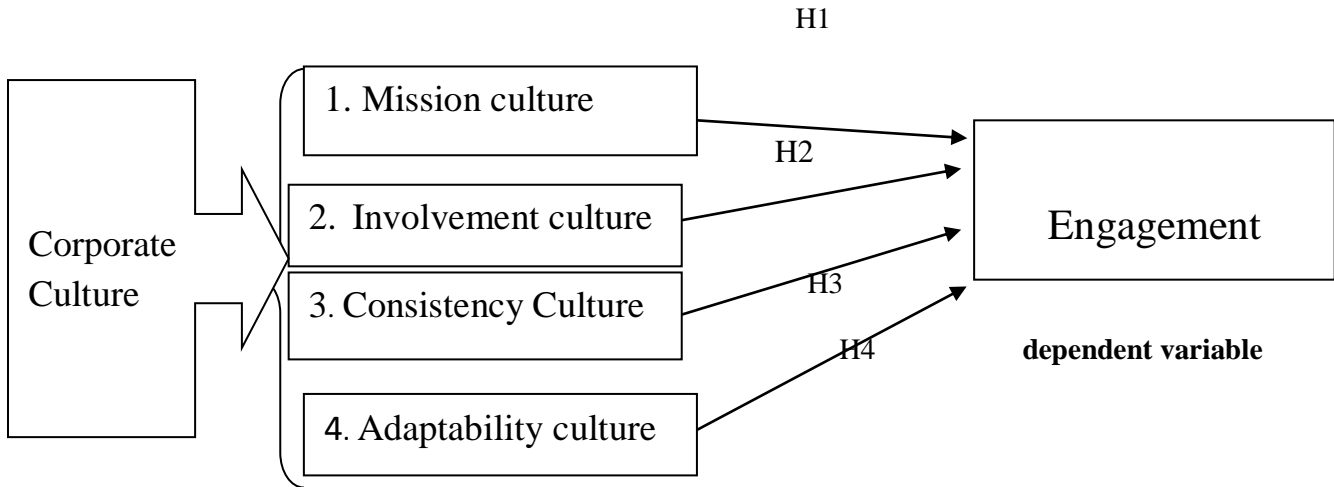 H1
1. Mission culture
H2
2. Involvement culture
Corporate
Culture
Engagement
3. Consistency Culture
H3
H4
dependent variable
4. Adaptability culture